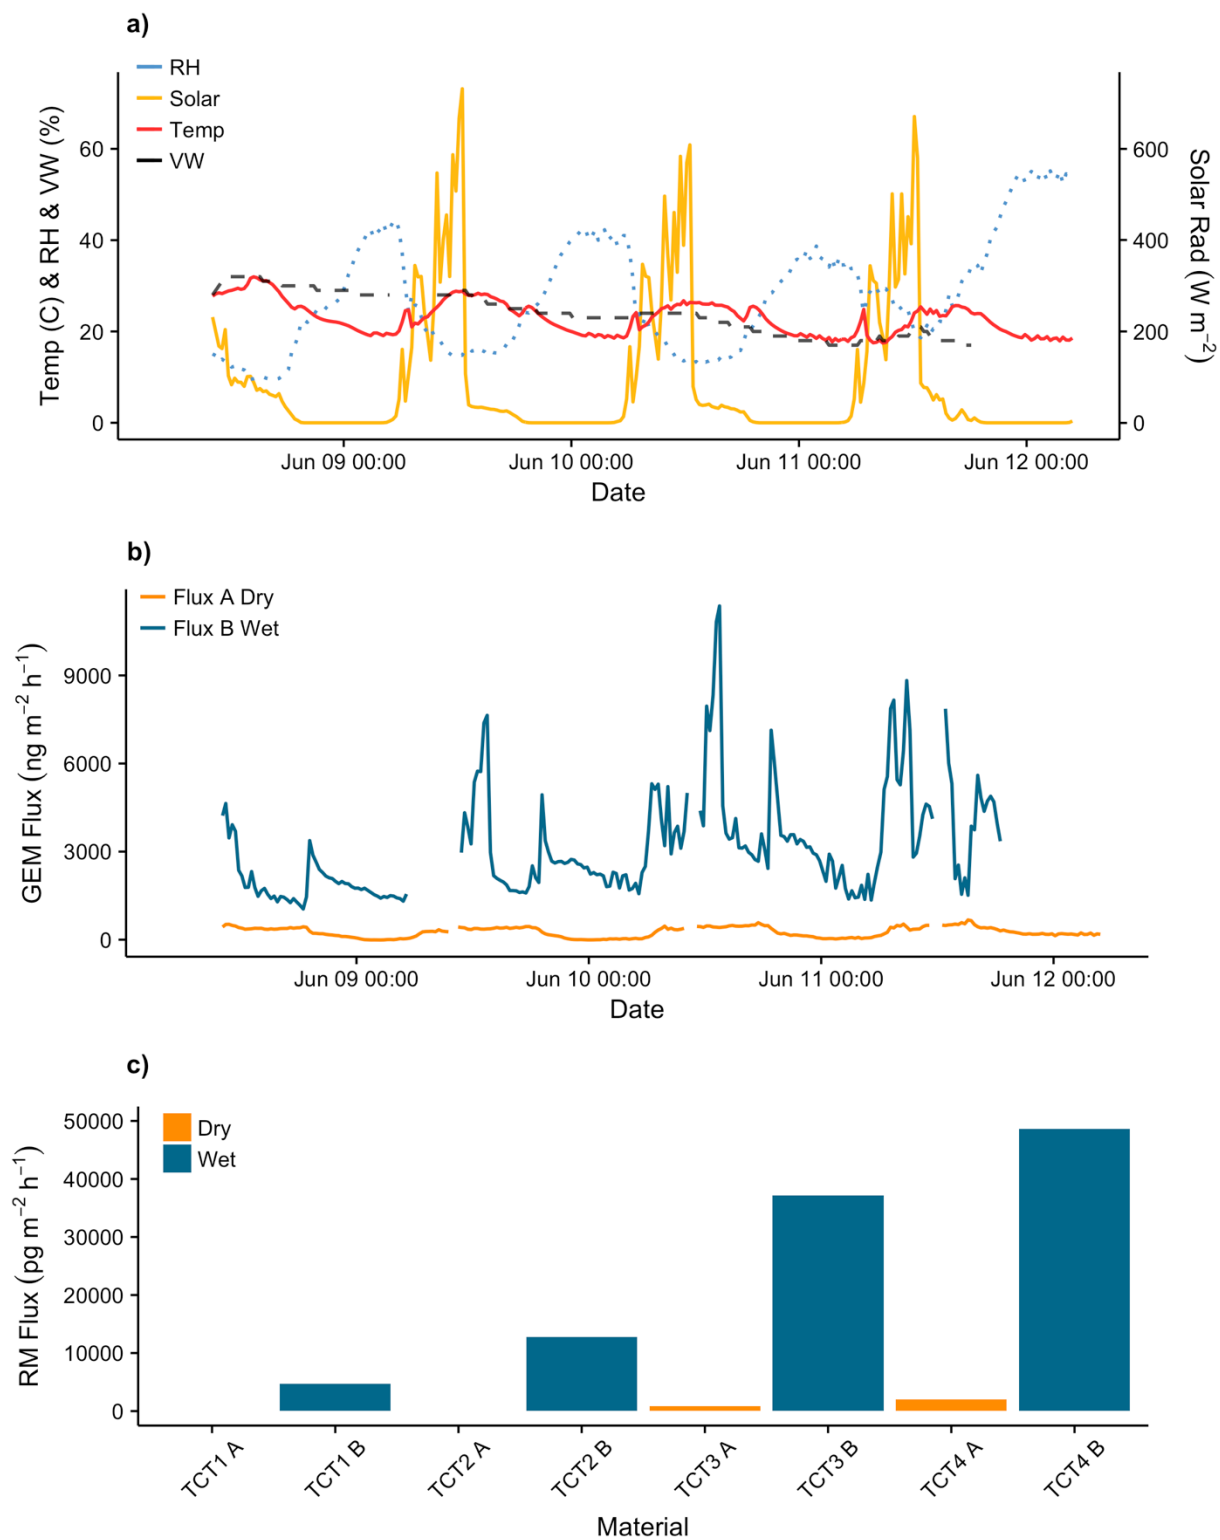 a)
RH
Solar
Temp
VW
Temp (C) & RH & VW (%)
60
40
20
0
600
400
200
0
Solar Rad (W m⁻²)
Jun 09 00:00
Jun 10 00:00
Jun 11 00:00
Jun 12 00:00
Date
b)
Flux A Dry
Flux B Wet
GEM Flux (ng m⁻² h⁻¹)
9000
6000
3000
0
Jun 09 00:00
Jun 10 00:00
Jun 11 00:00
Jun 12 00:00
Date
c)
Dry
Wet
RM Flux (pg m⁻² h⁻¹)
50000
40000
30000
20000
10000
0
TCT1 A
TCT1 B
TCT2 A
TCT2 B
TCT3 A
TCT3 B
TCT4 A
TCT4 B
Material